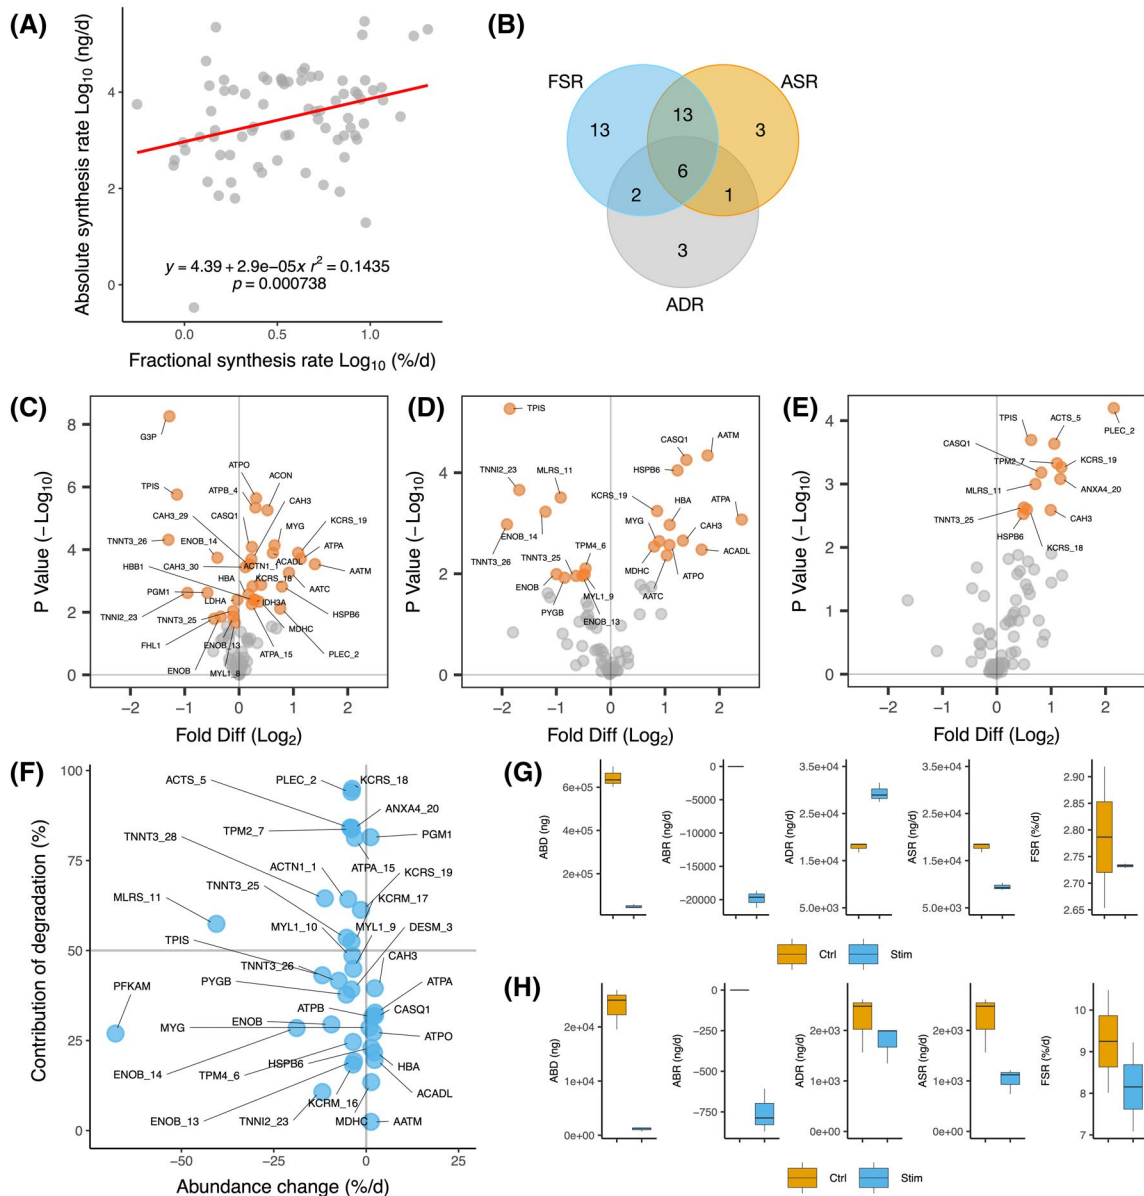 (A)
Absolute synthesis rate Log10 (ng/d)
4
2
0
y = 4.39 + 2.9e−05x r² = 0.1435
p = 0.000738
0.0 0.5 1.0
Fractional synthesis rate Log10 (%/d)
(B)
FSR
ASR
13
13
3
6
2
1
3
ADR
(C)
P Value (−Log10)
8
6
4
2
0
G3P
TPIS
TNNT3_26
ATPO
ATPB_4
ACON
CAH3
CAH3_29
CASQ1
MYG
KCRS_19
ENOB_14
ATPA
ACADL
ACTN1_1
HBB1
CAH3_30
AATM
HBA
KCRS_18
AATC
PGM1
LDHA
IDH3A
HSPB6
TNNI2_23
TNNT3_25
MDHC
FHL1
ENOB_13
ATPA_15
PLEC_2
ENOB
MYL1_8
−2 −1 0 1 2
Fold Diff (Log2)
(D)
P Value (−Log10)
4
2
0
TPIS
CASQ1
AATM
TNNI2_23
MLRS_11
HSPB6
KCRS_19
HBA
ATPA
MYG
CAH3
ENOB_14
TNNT3_26
TNNT3_25
TPM4_6
ACADL
MDHC
ATPO
PYGB
MYL1_9
AATC
ENOB_13
−2 −1 0 1 2
Fold Diff (Log2)
(E)
P Value (−Log10)
4
3
2
1
0
TPIS
ACTS_5
PLEC_2
CASQ1
TPM2_7
KCRS_19
MLRS_11
ANXA4_20
TNNT3_25
CAH3
HSPB6
KCRS_18
−2 −1 0 1 2
Fold Diff (Log2)
(F)
Contribution of degradation (%)
100
75
50
25
0
ACTS_5
PLEC_2
KCRS_18
ANXA4_20
TNNT3_28
TPM2_7
PGM1
ACTN1_1
ATPA_15
KCRS_19
TNNT3_25
KCRM_17
MLRS_11
MYL1_10
MYL1_9
DESM_3
TPIS
TNNT3_26
CAH3
PYGB
ATPA
PFKAM
ATPB
CASQ1
MYG
ENOB
ATPO
ENOB_14
TPM4_6
HSPB6
HBA
ACADL
KCRM_16
ENOB_13
TNNI2_23
MDHC
AATM
−50 −25 0 25
Abundance change (%/d)
(G)
ABD (ng)
6e+05
4e+05
2e+05
ABR (ng/d)
0
−5000
−10000
−15000
−20000
ADR (ng/d)
3.5e+04
2.5e+04
1.5e+04
5.0e+03
ASR (ng/d)
3.5e+04
2.5e+04
1.5e+04
5.0e+03
FSR (%/d)
2.90
2.85
2.80
2.75
2.70
2.65
Ctrl Stim
(H)
ABD (ng)
2e+04
1e+04
0e+00
ABR (ng/d)
0
−250
−500
−750
ADR (ng/d)
2e+03
1e+03
0e+00
ASR (ng/d)
2e+03
1e+03
0e+00
FSR (%/d)
10
9
8
7
Ctrl Stim